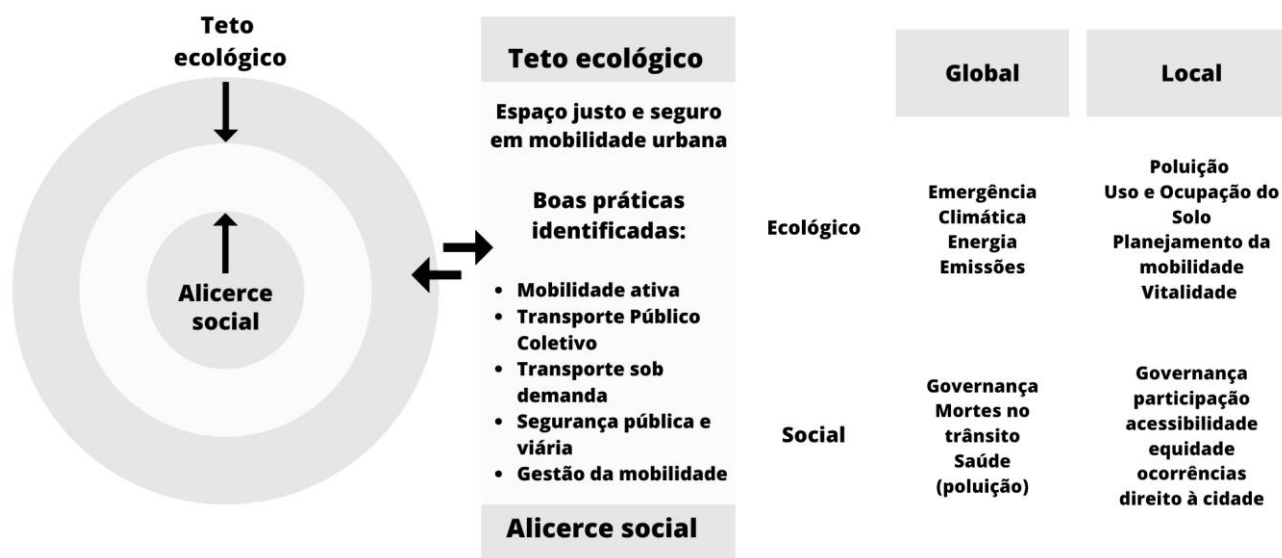 Teto
ecológico
Alicerce
social
Teto ecológico
Espaço justo e seguro
em mobilidade urbana
Boas práticas
identificadas:
• Mobilidade ativa
• Transporte Público
Coletivo
• Transporte sob
demanda
• Segurança pública e
viária
• Gestão da mobilidade
Alicerce social
Global
Local
Ecológico
Emergência
Climática
Energia
Emissões
Poluição
Uso e Ocupação do
Solo
Planejamento da
mobilidade
Vitalidade
Social
Governança
Mortes no
trânsito
Saúde
(poluição)
Governança
participação
acessibilidade
equidade
ocorrências
direito à cidade